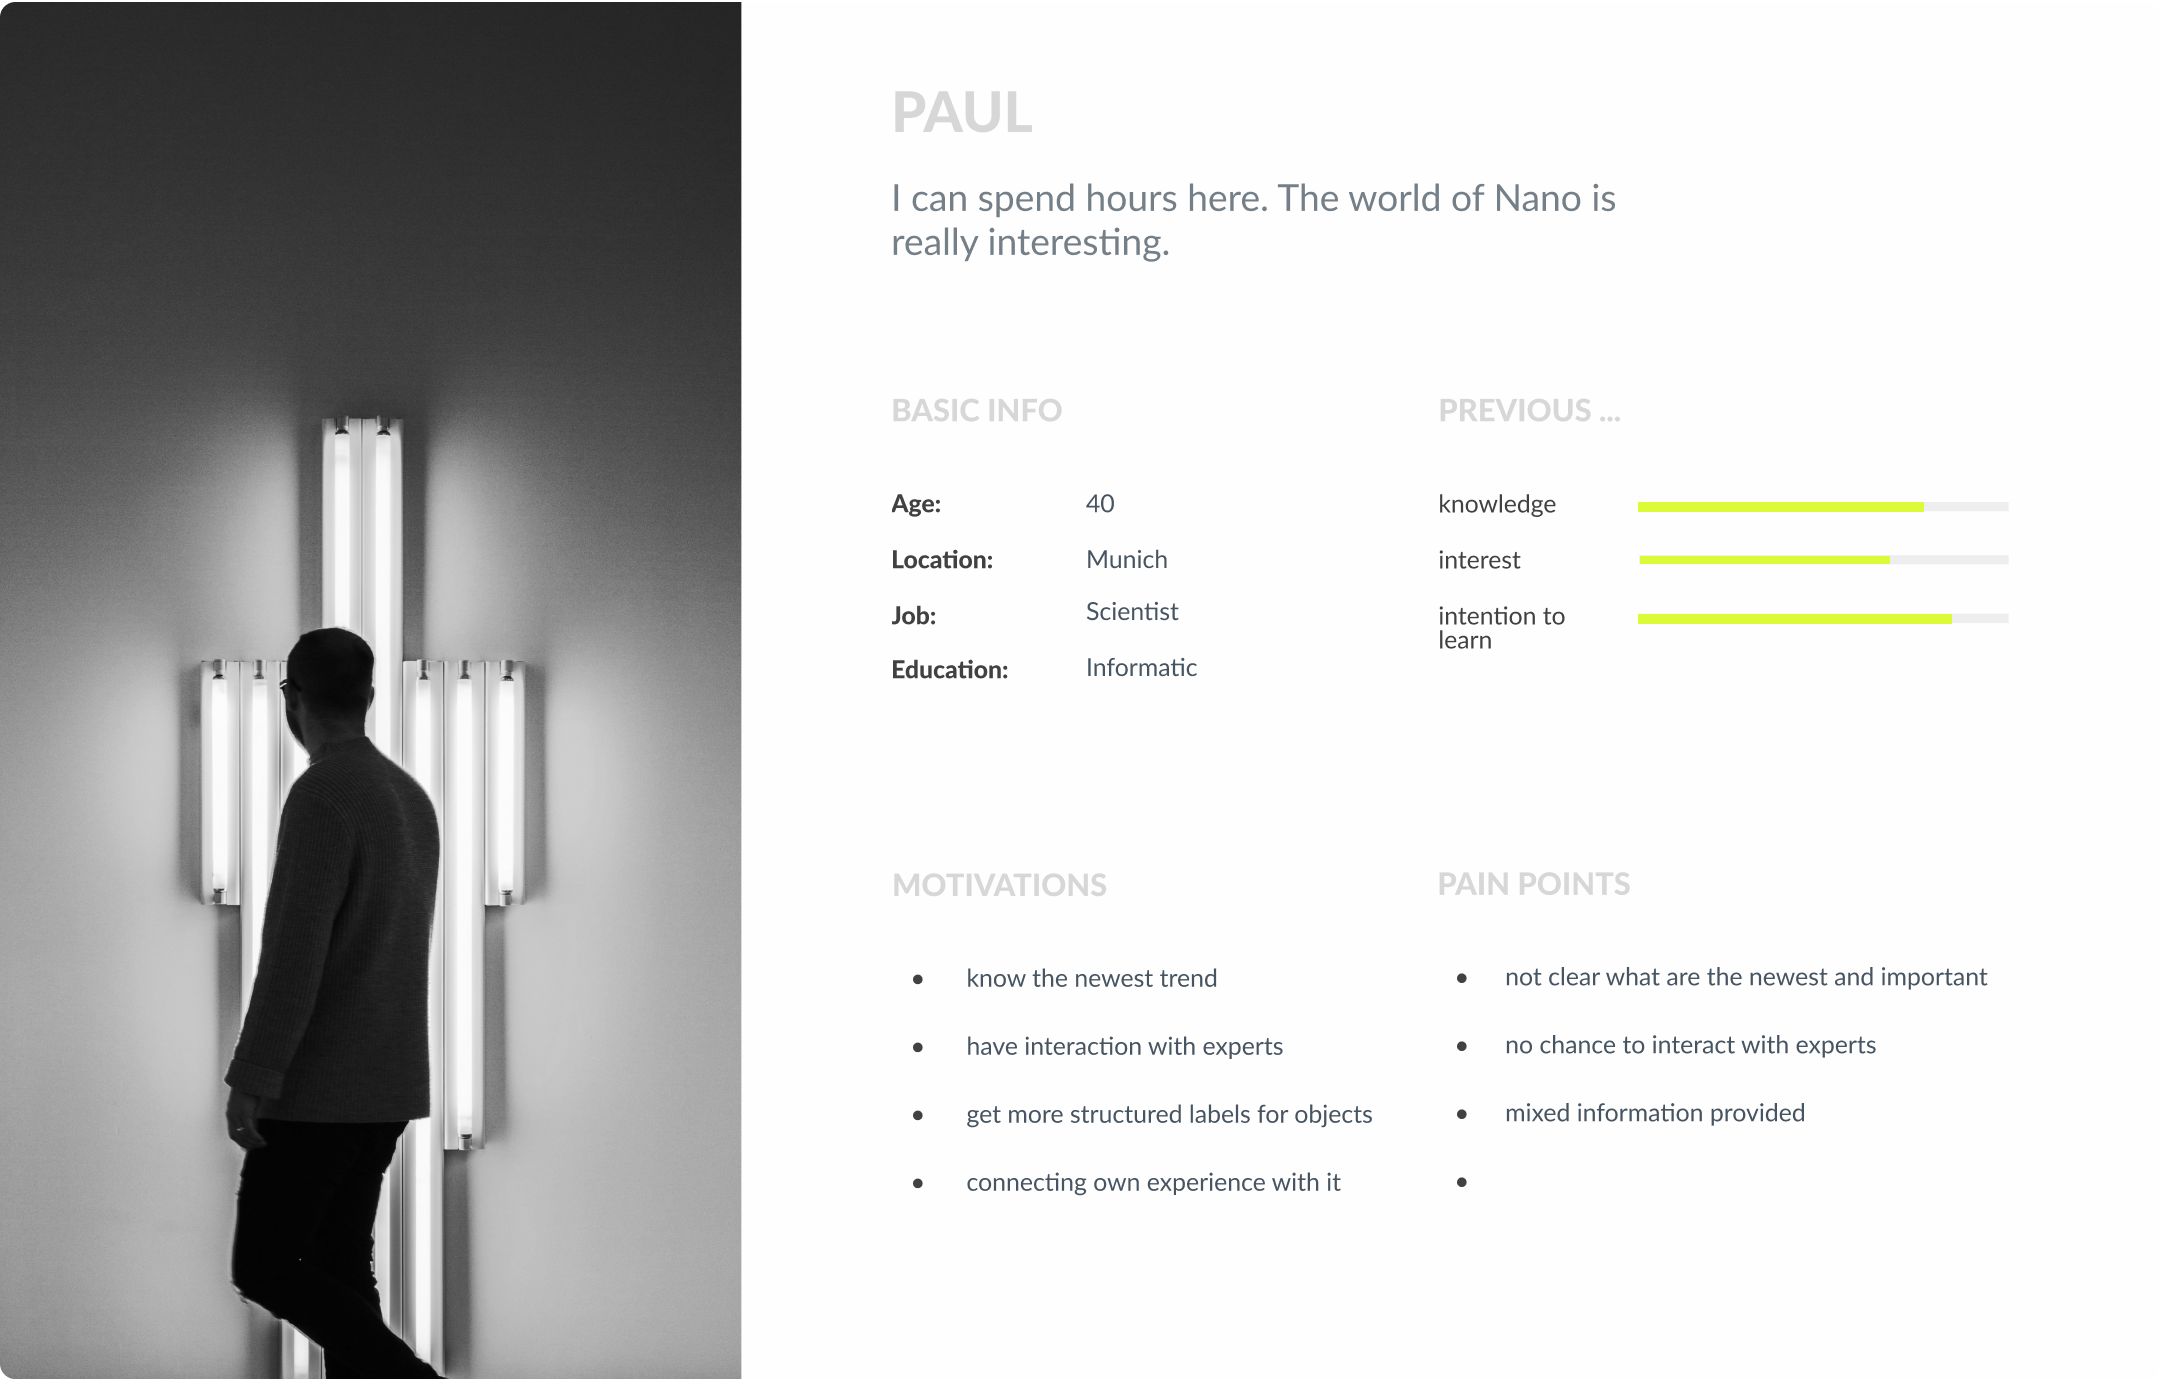 PAUL
I can spend hours here. The world of Nano is
really interesting.
BASIC INFO
Age: 40
Location: Munich
Job: Scientist
Education: Informatic
PREVIOUS ...
knowledge
interest
intention to
learn
MOTIVATIONS
• know the newest trend
• have interaction with experts
• get more structured labels for objects
• connecting own experience with it
PAIN POINTS
• not clear what are the newest and important
• no chance to interact with experts
• mixed information provided
•